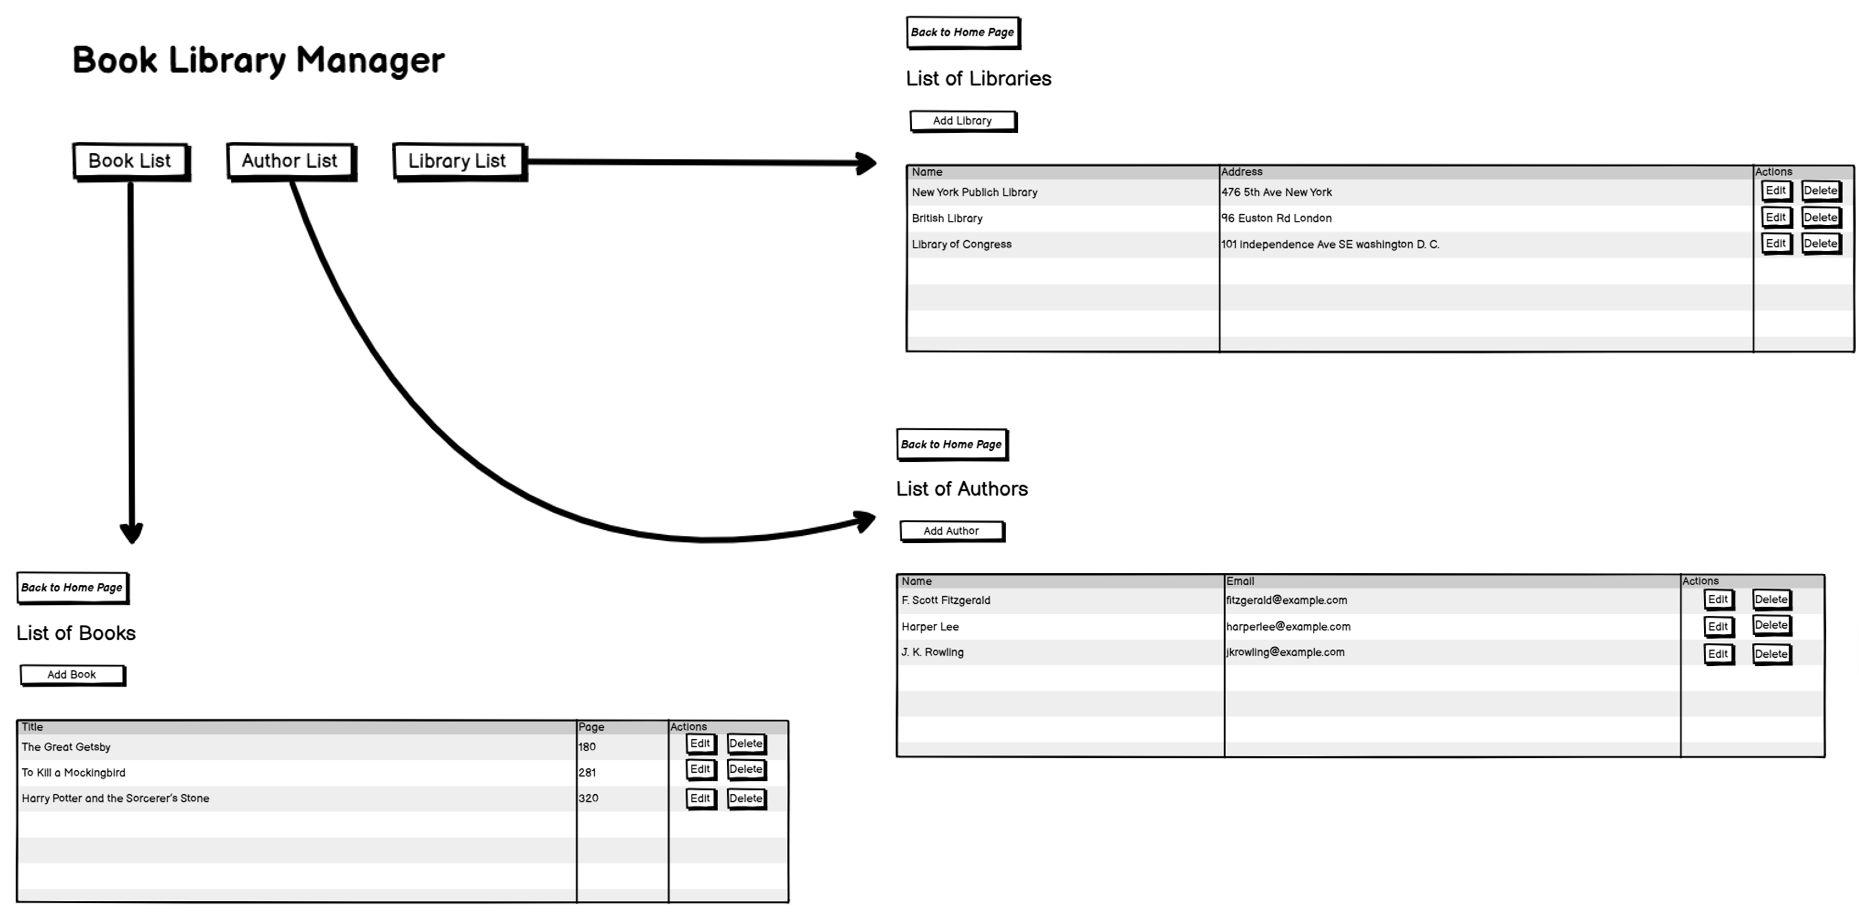 Book Library Manager
Book List Author List Library List
Back to Home Page
List of Libraries
Add Library
Name Address Actions
New York Publich Library 476 5th Ave New York Edit Delete
British Library 96 Euston Rd London Edit Delete
Library of Congress 101 independence Ave SE washington D. C. Edit Delete
Back to Home Page
List of Authors
Add Author
Name Email Actions
F. Scott Fitzgerald fitzgerald@example.com Edit Delete
Harper Lee harperlee@example.com Edit Delete
J. K. Rowling jkrowling@example.com Edit Delete
Back to Home Page
List of Books
Add Book
Title Page Actions
The Great Getsby 180 Edit Delete
To Kill a Mockingbird 281 Edit Delete
Harry Potter and the Sorcerer's Stone 320 Edit Delete